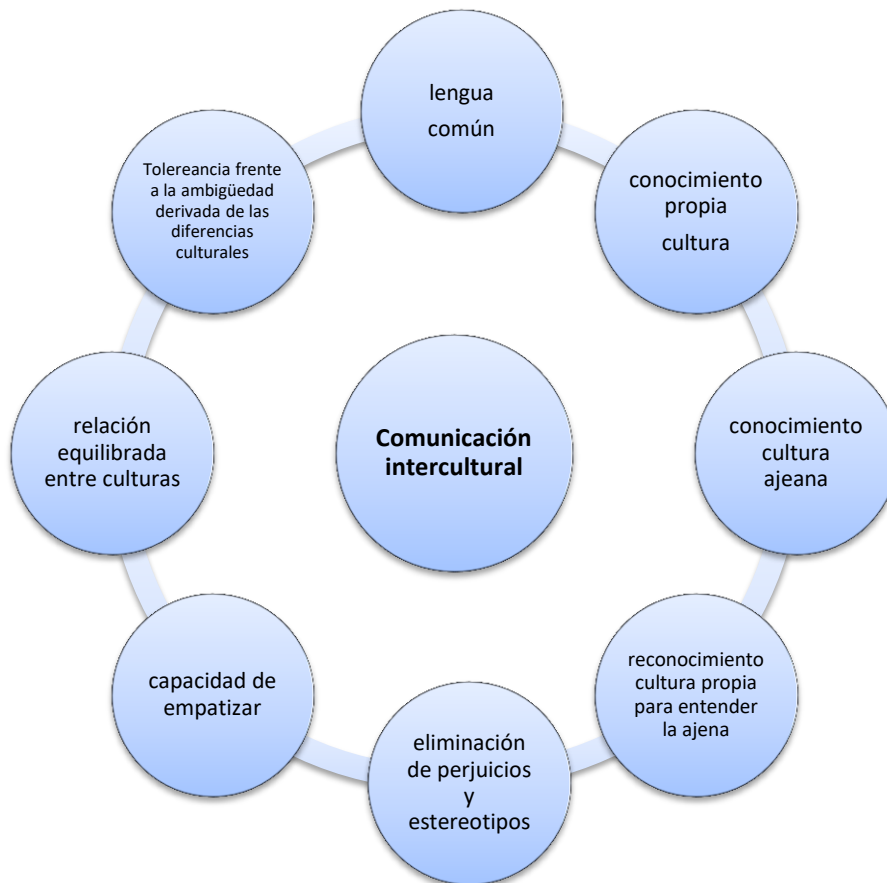 lengua
común
conocimiento
propia
cultura
conocimiento
cultura
ajeana
reconocimiento
cultura propia
para entender
la ajena
eliminación
de perjuicios
y
estereotipos
capacidad de
empatizar
relación
equilibrada
entre culturas
Tolereancia frente
a la ambigüedad
derivada de las
diferencias
culturales
Comunicación
intercultural